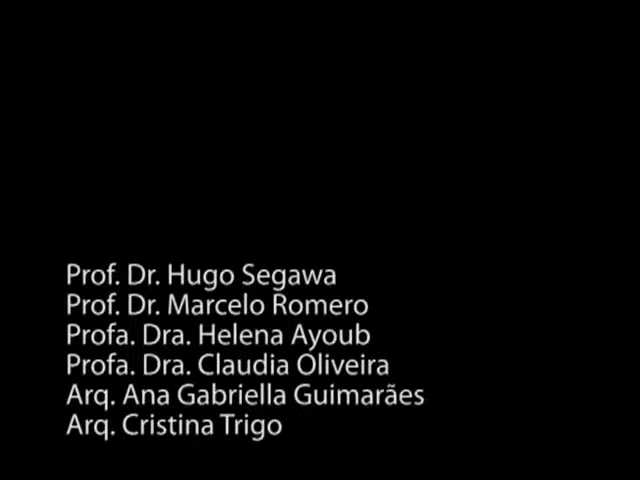 Prof. Dr. Hugo Segawa
Prof. Dr. Marcelo Romero
Profa. Dra. Helena Ayoub
Profa. Dra. Claudia Oliveira
Arq. Ana Gabriella Guimarães
Arq. Cristina Trigo